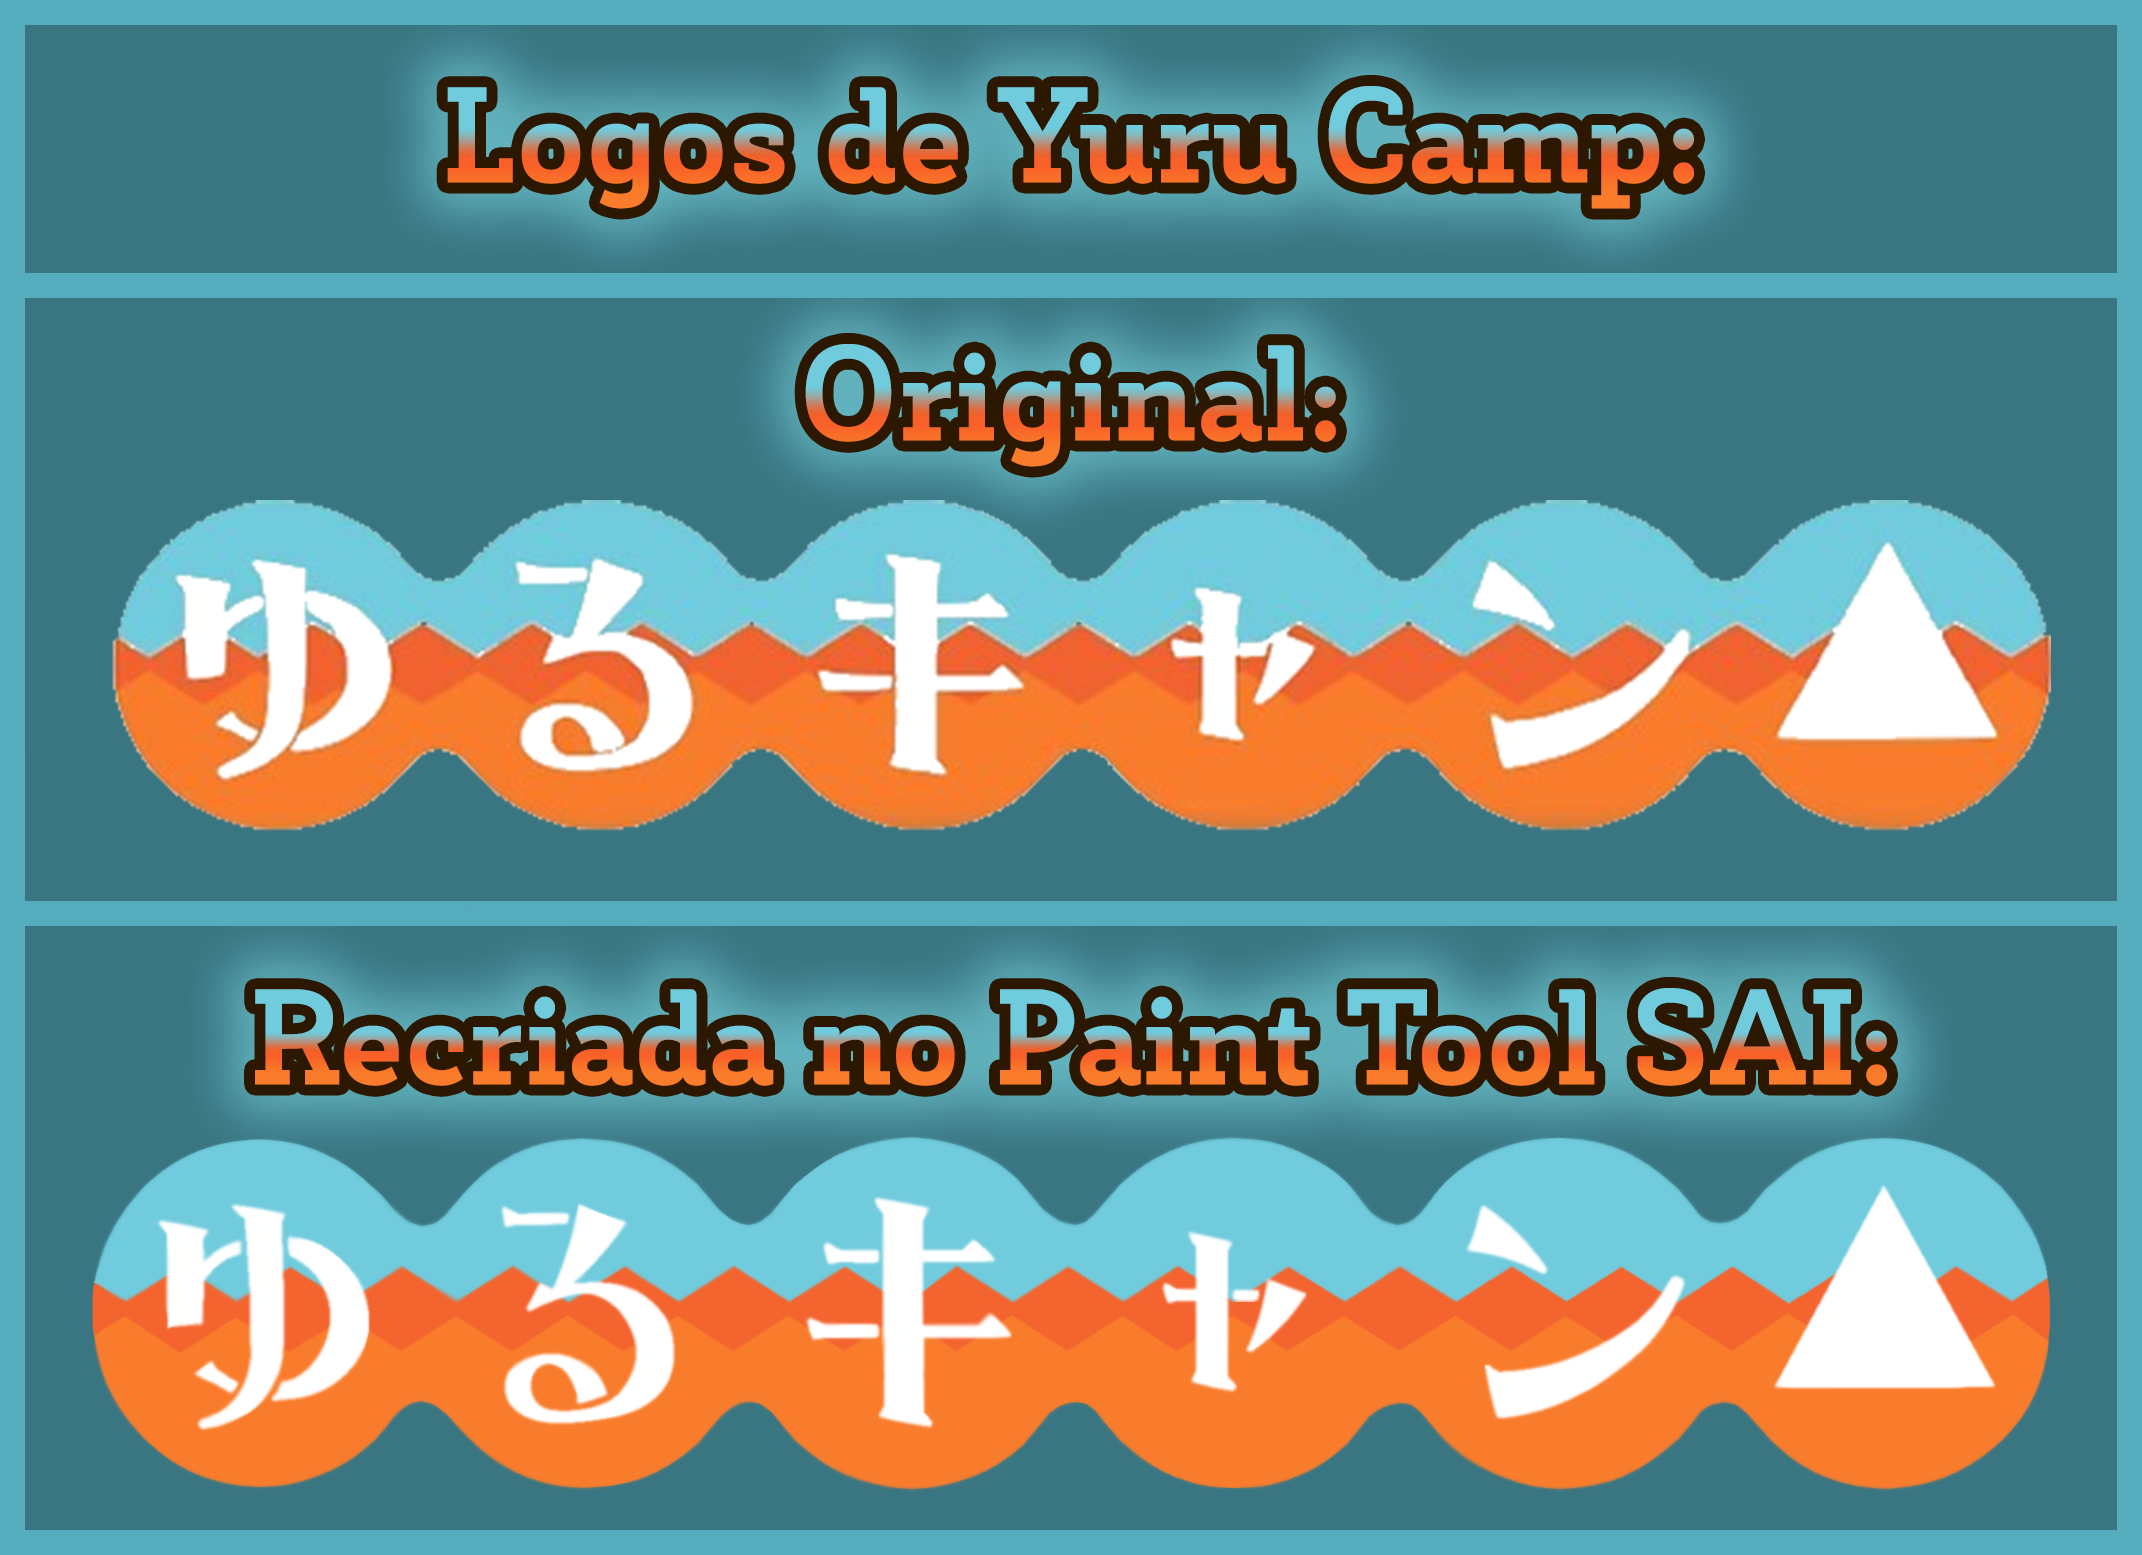 Logos de Yuru Camp:
Original:
ゆるキャン△
Recriada no Paint Tool SAI:
ゆるキャン△